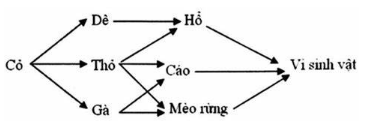 Dê Hổ
Cỏ Thỏ Cáo Vi sinh vật
Gà Mèo rừng